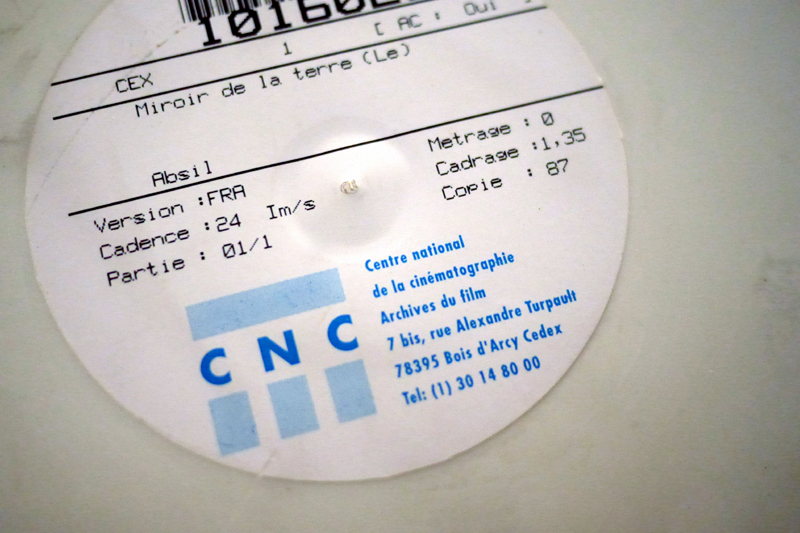 CEX 1 [ AC : Oui ]
Miroir de la terre (Le)
Absil
Version :FRA
Cadence :24 Im/s
Partie : 01/1
Metrage : 0
Cadrage :1,35
Copie : 87
CNC
Centre national
de la cinématographie
Archives du film
7 bis, rue Alexandre Turpault
78395 Bois d'Arcy Cedex
Tel: (1) 30 14 80 00